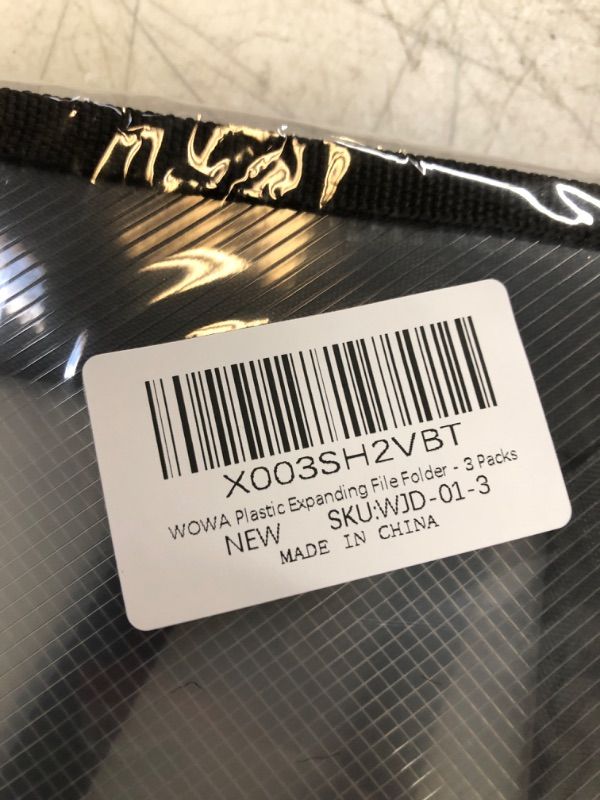 X003SH2VBT
WOWA Plastic Expanding File Folder - 3 Packs
NEW SKU:WJD-01-3
MADE IN CHINA